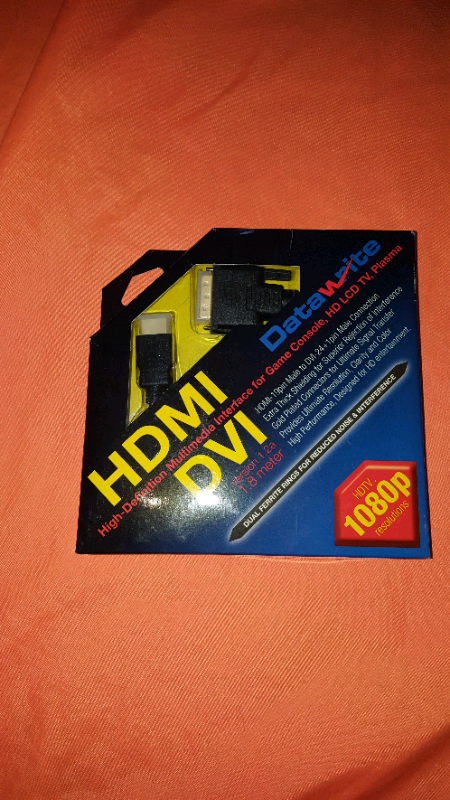 Datawrite
HDMI
DVI
High-Definition Multimedia Interface for Game Console, HD LCD TV, Plasma
version 1.2a
1.8 meter
HDMI-19pin Male to DVI-24+1pin Male Connection
Extra Thick Shielding for Superior Rejection of Interference
Gold Plated Connectors for Ultimate Signal Transfer
Provides Ultimate Resolution, Clarity and Color
High Performance, Designed for HD entertainment.
DUAL FERRITE RINGS FOR REDUCED NOISE & INTERFERENCE
HDTV
1080p
resolutions